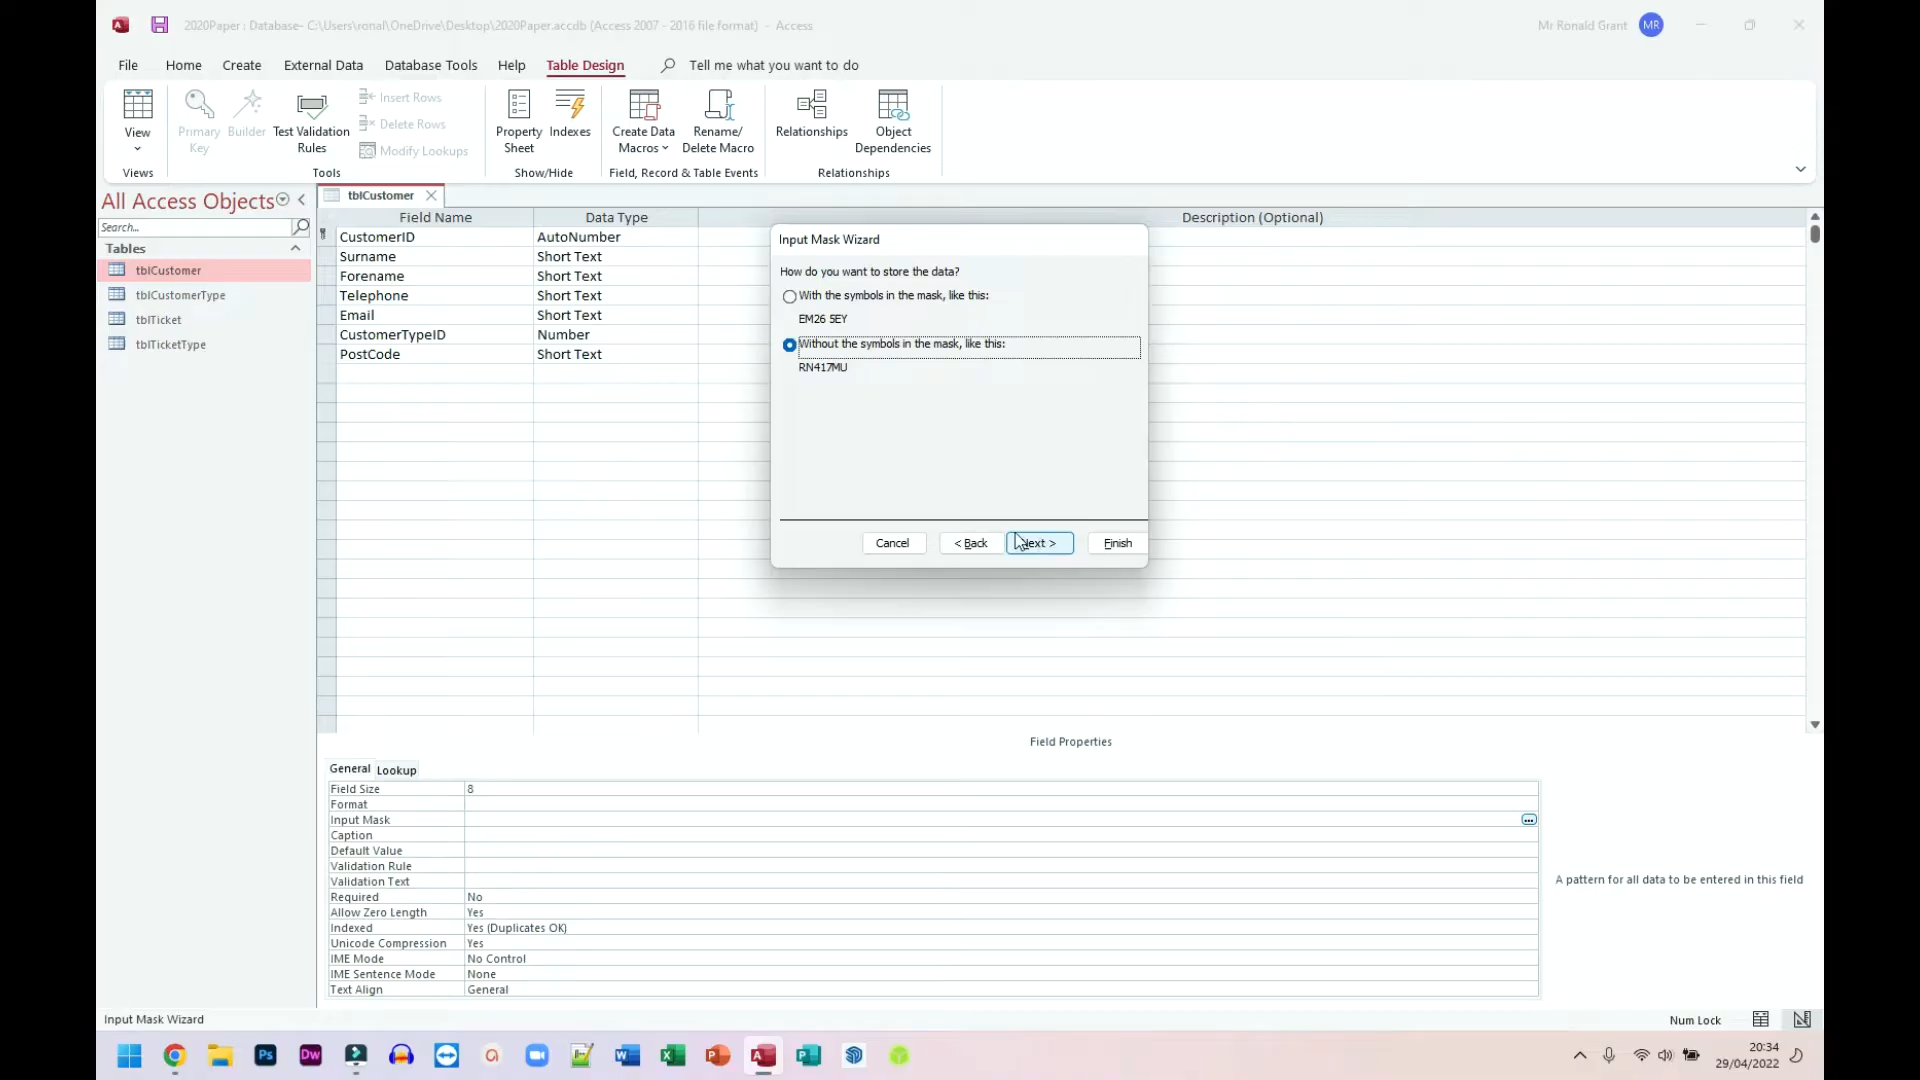 2020Paper : Database- C:\Users\ronal\OneDrive\Desktop\2020Paper.accdb (Access 2007 - 2016 file format) - Access
Mr Ronald Grant
MR
File
Home
Create
External Data
Database Tools
Help
Table Design
Tell me what you want to do
View
Primary
Key
Builder
Test Validation
Rules
Insert Rows
Delete Rows
Modify Lookups
Property
Sheet
Indexes
Create Data
Macros
Rename/
Delete Macro
Relationships
Object
Dependencies
Views
Tools
Show/Hide
Field, Record & Table Events
Relationships
All Access Objects
Search...
Tables
tblCustomer
tblCustomerType
tblTicket
tblTicketType
tblCustomer
Field Name
Data Type
Description (Optional)
CustomerID
AutoNumber
Surname
Short Text
Forename
Short Text
Telephone
Short Text
Email
Short Text
CustomerTypeID
Number
PostCode
Short Text
Input Mask Wizard
How do you want to store the data?
With the symbols in the mask, like this:
EM26 5EY
Without the symbols in the mask, like this:
RN417MU
Cancel
< Back
Next >
Finish
Field Properties
General
Lookup
Field Size
8
Format
Input Mask
Caption
Default Value
Validation Rule
Validation Text
Required
No
Allow Zero Length
Yes
Indexed
Yes (Duplicates OK)
Unicode Compression
Yes
IME Mode
No Control
IME Sentence Mode
None
Text Align
General
A pattern for all data to be entered in this field
Input Mask Wizard
Num Lock
Ps
Dw
20:34
29/04/2022